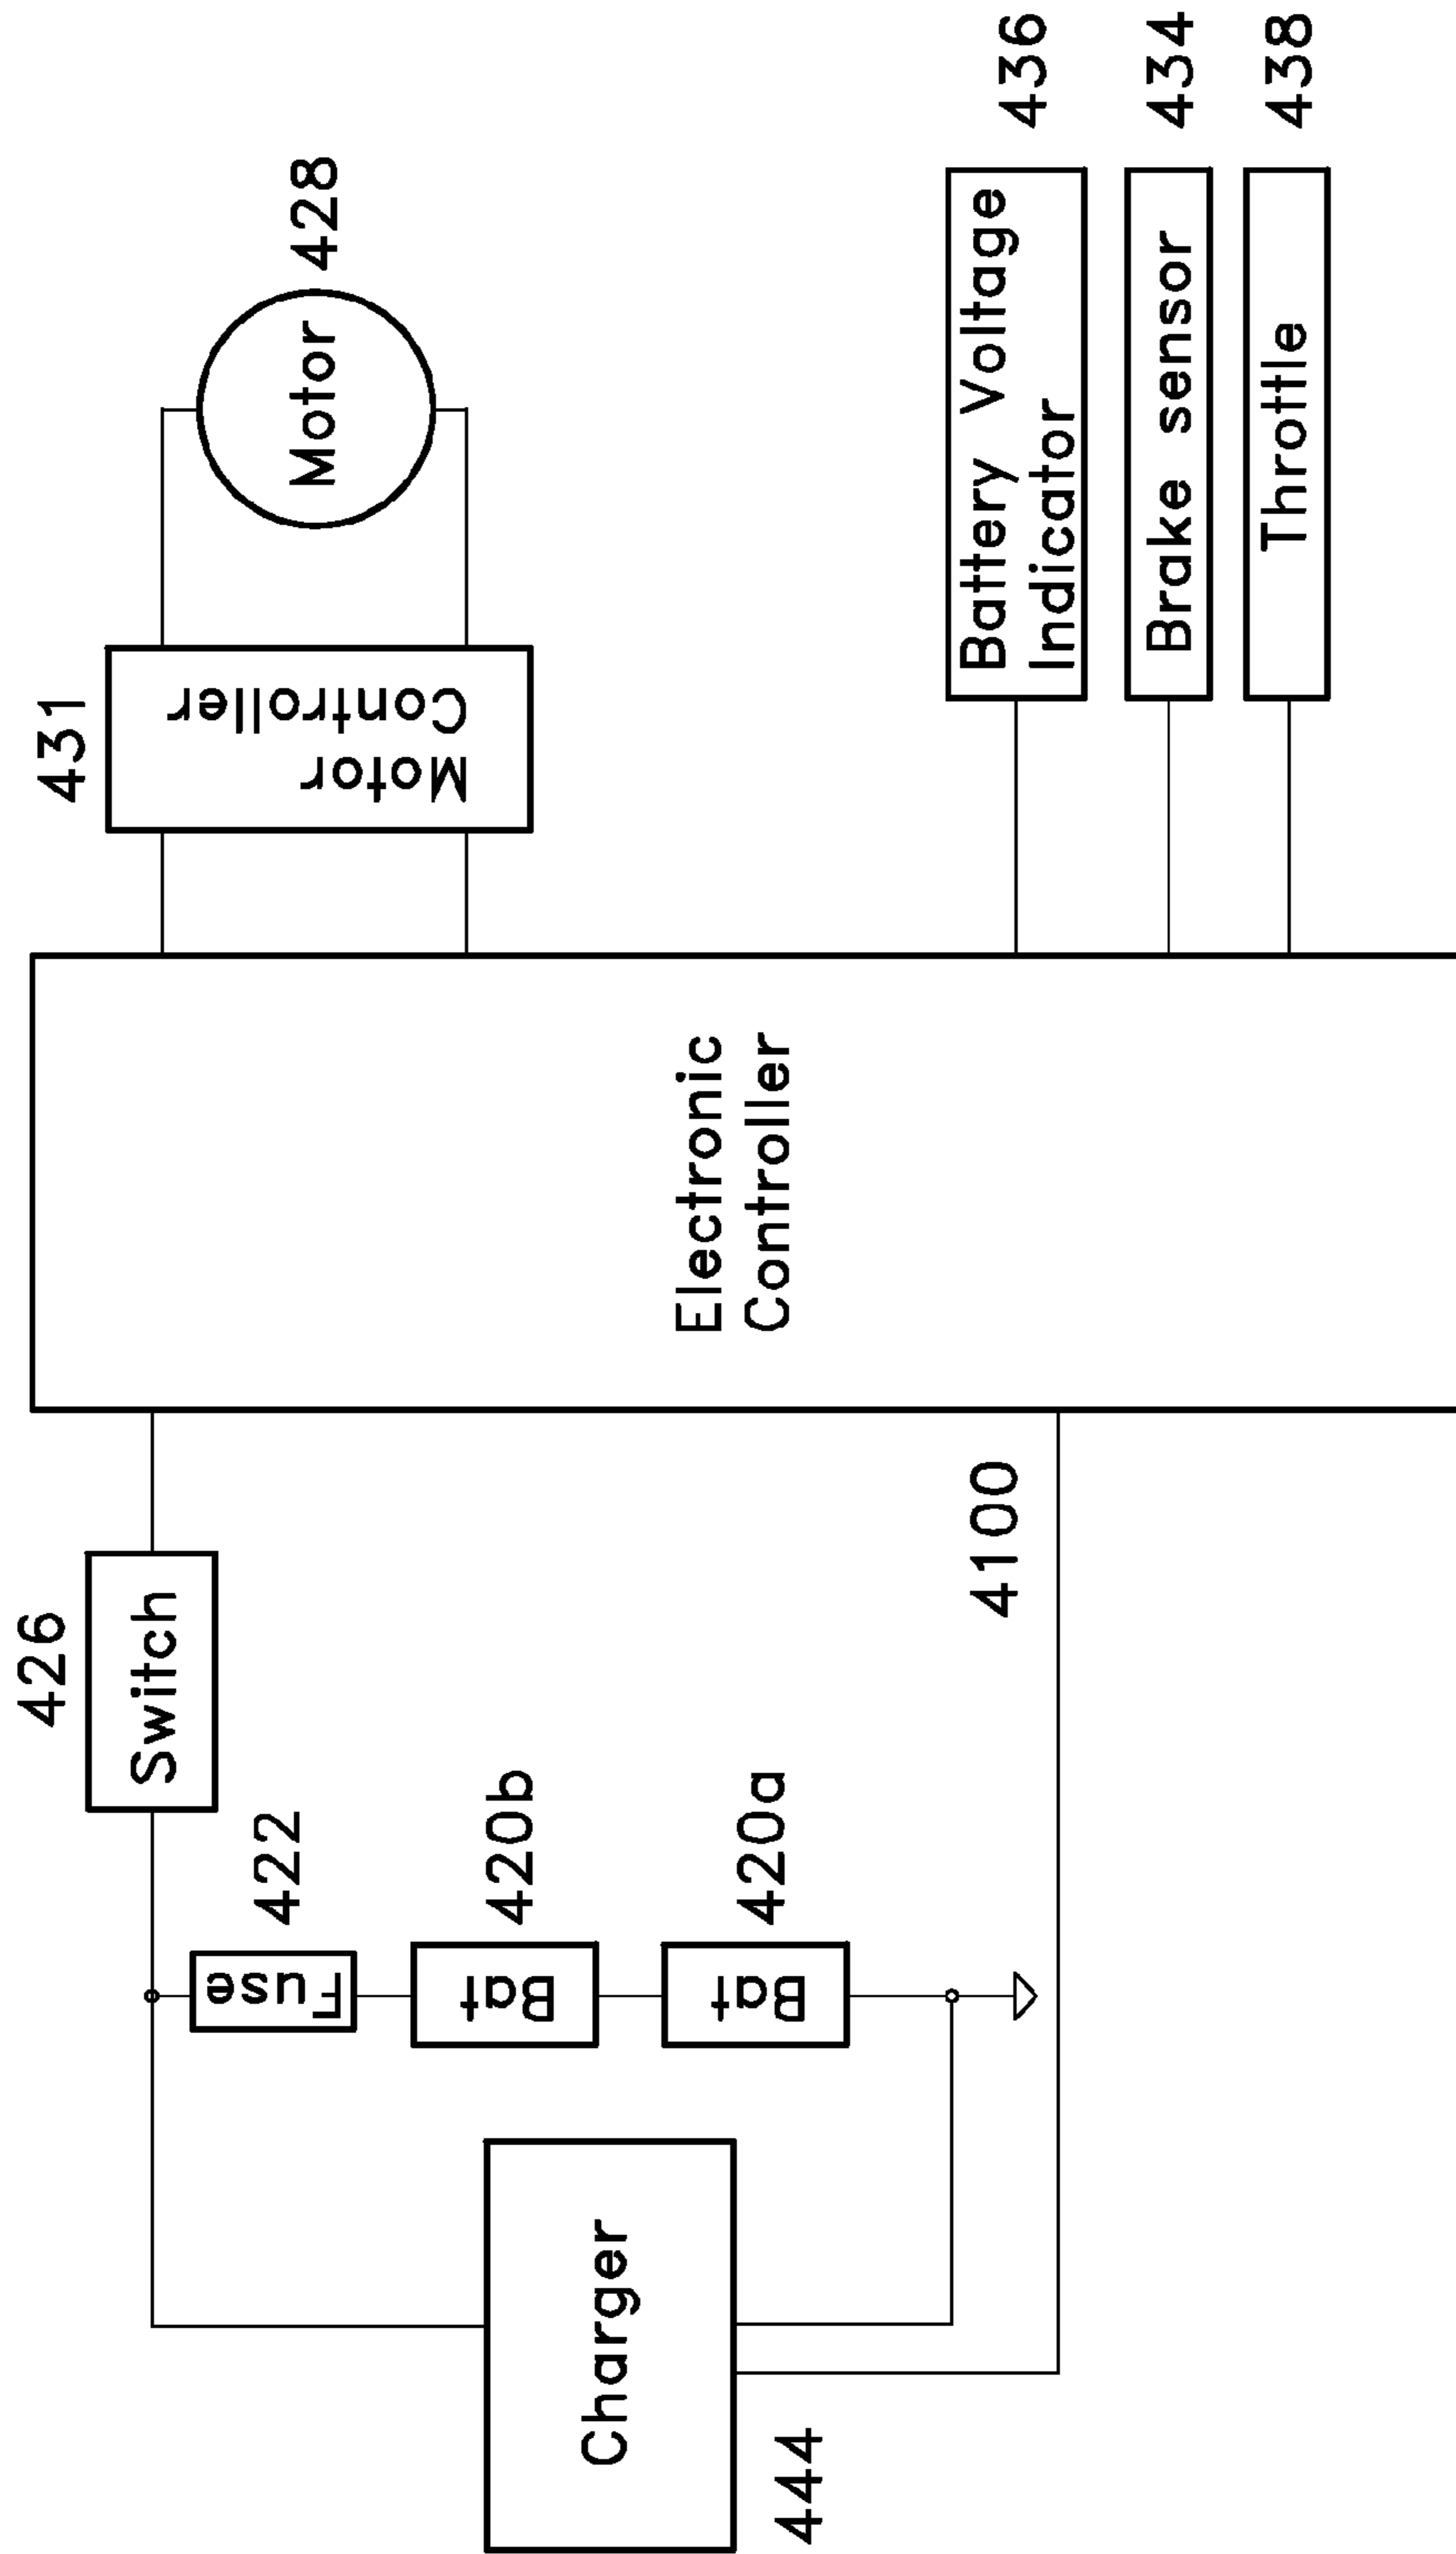 426
Switch
431
Motor
Controller
428
Motor
422
Fuse
420b
Bat
420a
Bat
Charger
444
Electronic
Controller
4100
Battery Voltage
Indicator
436
Brake sensor
434
Throttle
438